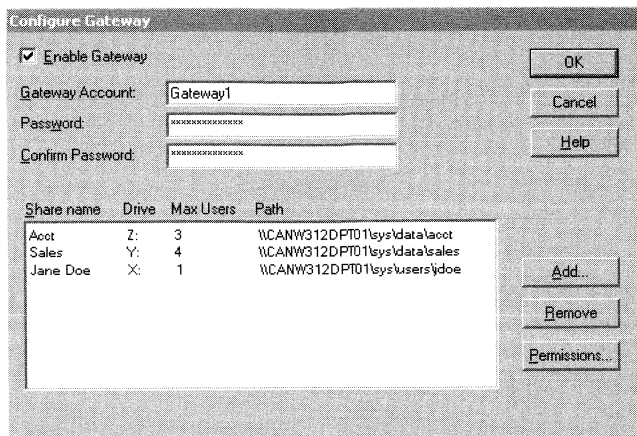 Configure Gateway
Enable Gateway
Gateway Account: Gateway1
Password: xxxxxxxxxxxxxx
Confirm Password: xxxxxxxxxxxxxx
OK
Cancel
Help
Share name Drive Max Users Path
Acct Z: 3 \\CANW312DPT01\sys\data\acct
Sales Y: 4 \\CANW312DPT01\sys\data\sales
Jane Doe X: 1 \\CANW312DPT01\sys\users\jdoe
Add...
Remove
Permissions...